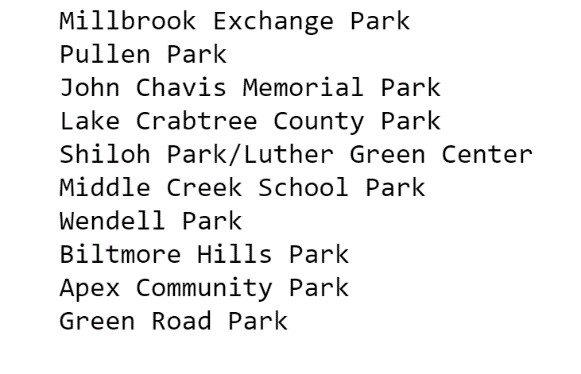 Millbrook Exchange Park
Pullen Park
John Chavis Memorial Park
Lake Crabtree County Park
Shiloh Park/Luther Green Center
Middle Creek School Park
Wendell Park
Biltmore Hills Park
Apex Community Park
Green Road Park